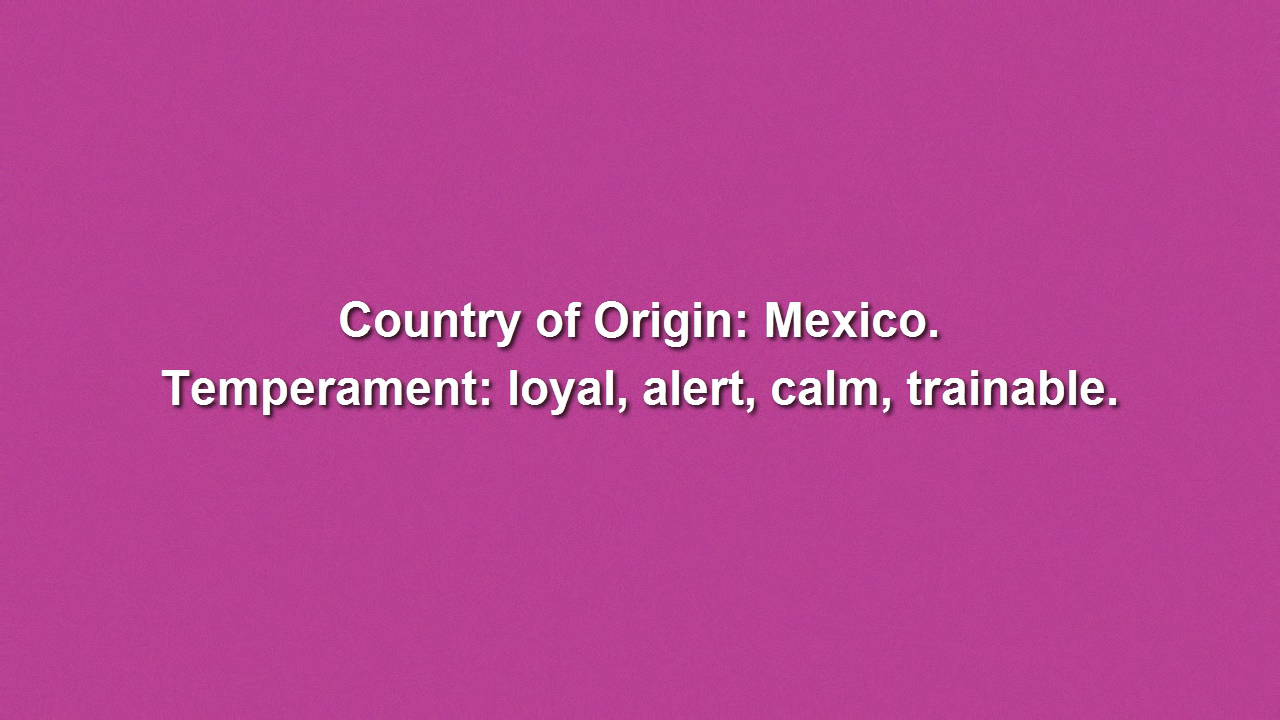 Country of Origin: Mexico.
Temperament: loyal, alert, calm, trainable.